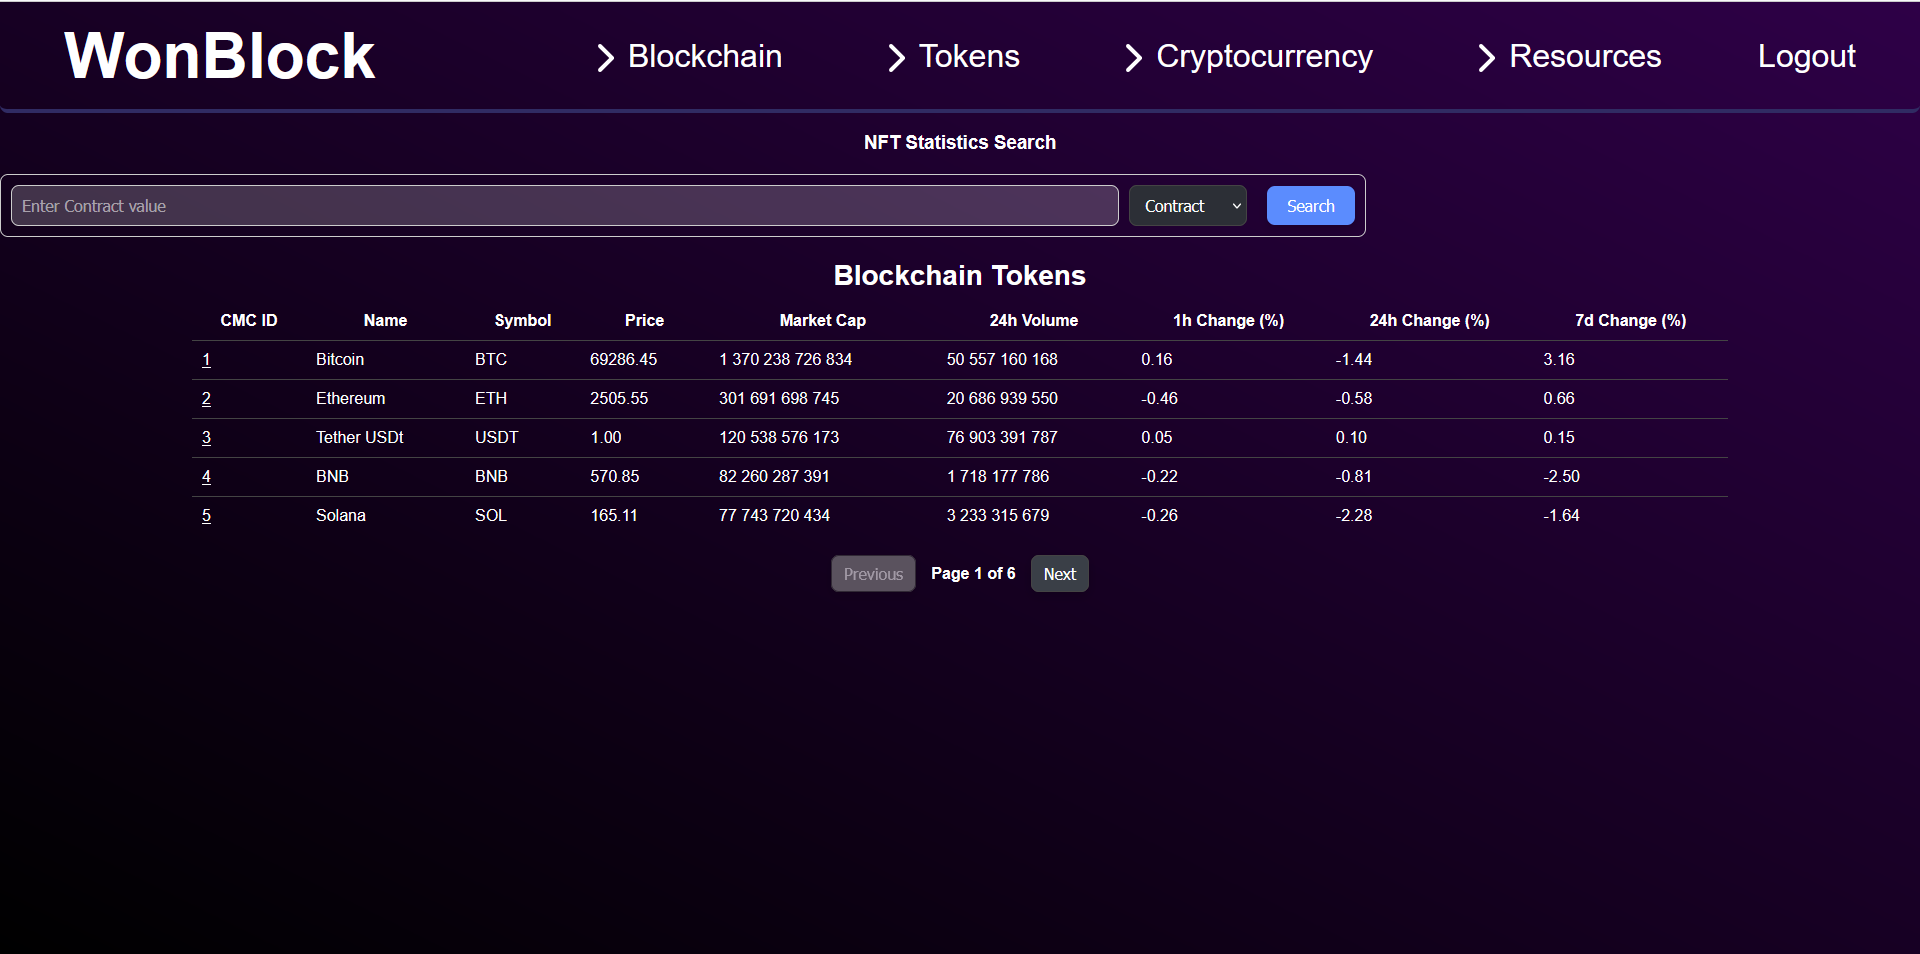 WonBlock Blockchain Tokens Cryptocurrency Resources Logout
NFT Statistics Search
Enter Contract value Contract Search
Blockchain Tokens
CMC ID Name Symbol Price Market Cap 24h Volume 1h Change (%) 24h Change (%) 7d Change (%)
1 Bitcoin BTC 69286.45 1 370 238 726 834 50 557 160 168 0.16 -1.44 3.16
2 Ethereum ETH 2505.55 301 691 698 745 20 686 939 550 -0.46 -0.58 0.66
3 Tether USDt USDT 1.00 120 538 576 173 76 903 391 787 0.05 0.10 0.15
4 BNB BNB 570.85 82 260 287 391 1 718 177 786 -0.22 -0.81 -2.50
5 Solana SOL 165.11 77 743 720 434 3 233 315 679 -0.26 -2.28 -1.64
Previous Page 1 of 6 Next